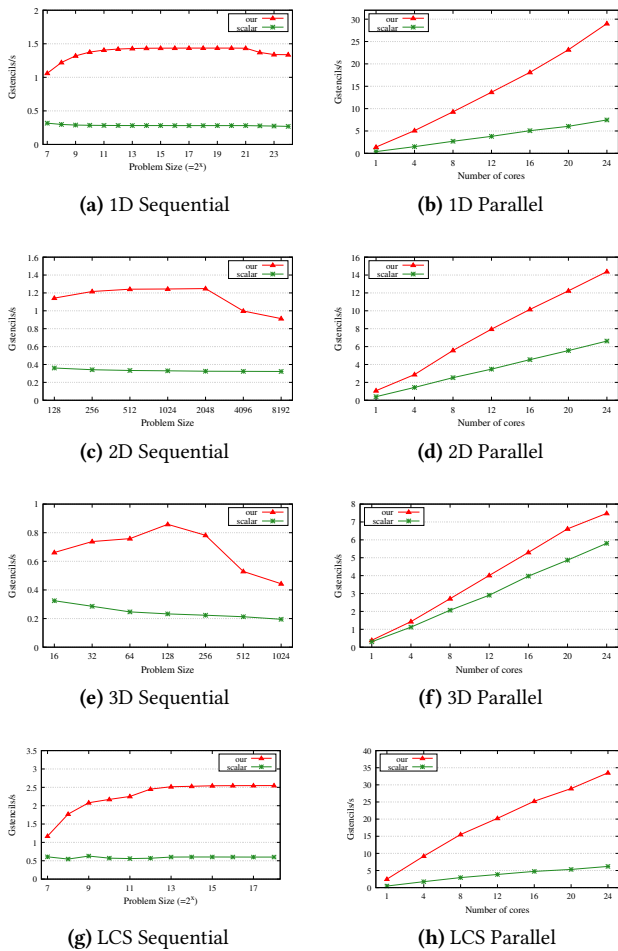 our
scalar
Gstencils/s
2
1.5
1
0.5
0
7 9 11 13 15 17 19 21 23
Problem Size (=2^x)
(a) 1D Sequential
our
scalar
Gstencils/s
30
25
20
15
10
5
0
1 4 8 12 16 20 24
Number of cores
(b) 1D Parallel
our
scalar
Gstencils/s
1.6
1.4
1.2
1
0.8
0.6
0.4
0.2
0
128 256 512 1024 2048 4096 8192
Problem Size
(c) 2D Sequential
our
scalar
Gstencils/s
16
14
12
10
8
6
4
2
0
1 4 8 12 16 20 24
Number of cores
(d) 2D Parallel
our
scalar
Gstencils/s
1
0.8
0.6
0.4
0.2
0
16 32 64 128 256 512 1024
Problem Size
(e) 3D Sequential
our
scalar
Gstencils/s
8
7
6
5
4
3
2
1
0
1 4 8 12 16 20 24
Number of cores
(f) 3D Parallel
our
scalar
Gstencils/s
3.5
3
2.5
2
1.5
1
0.5
0
7 9 11 13 15 17
Problem Size (=2^x)
(g) LCS Sequential
our
scalar
Gstencils/s
40
35
30
25
20
15
10
5
0
1 4 8 12 16 20 24
Number of cores
(h) LCS Parallel